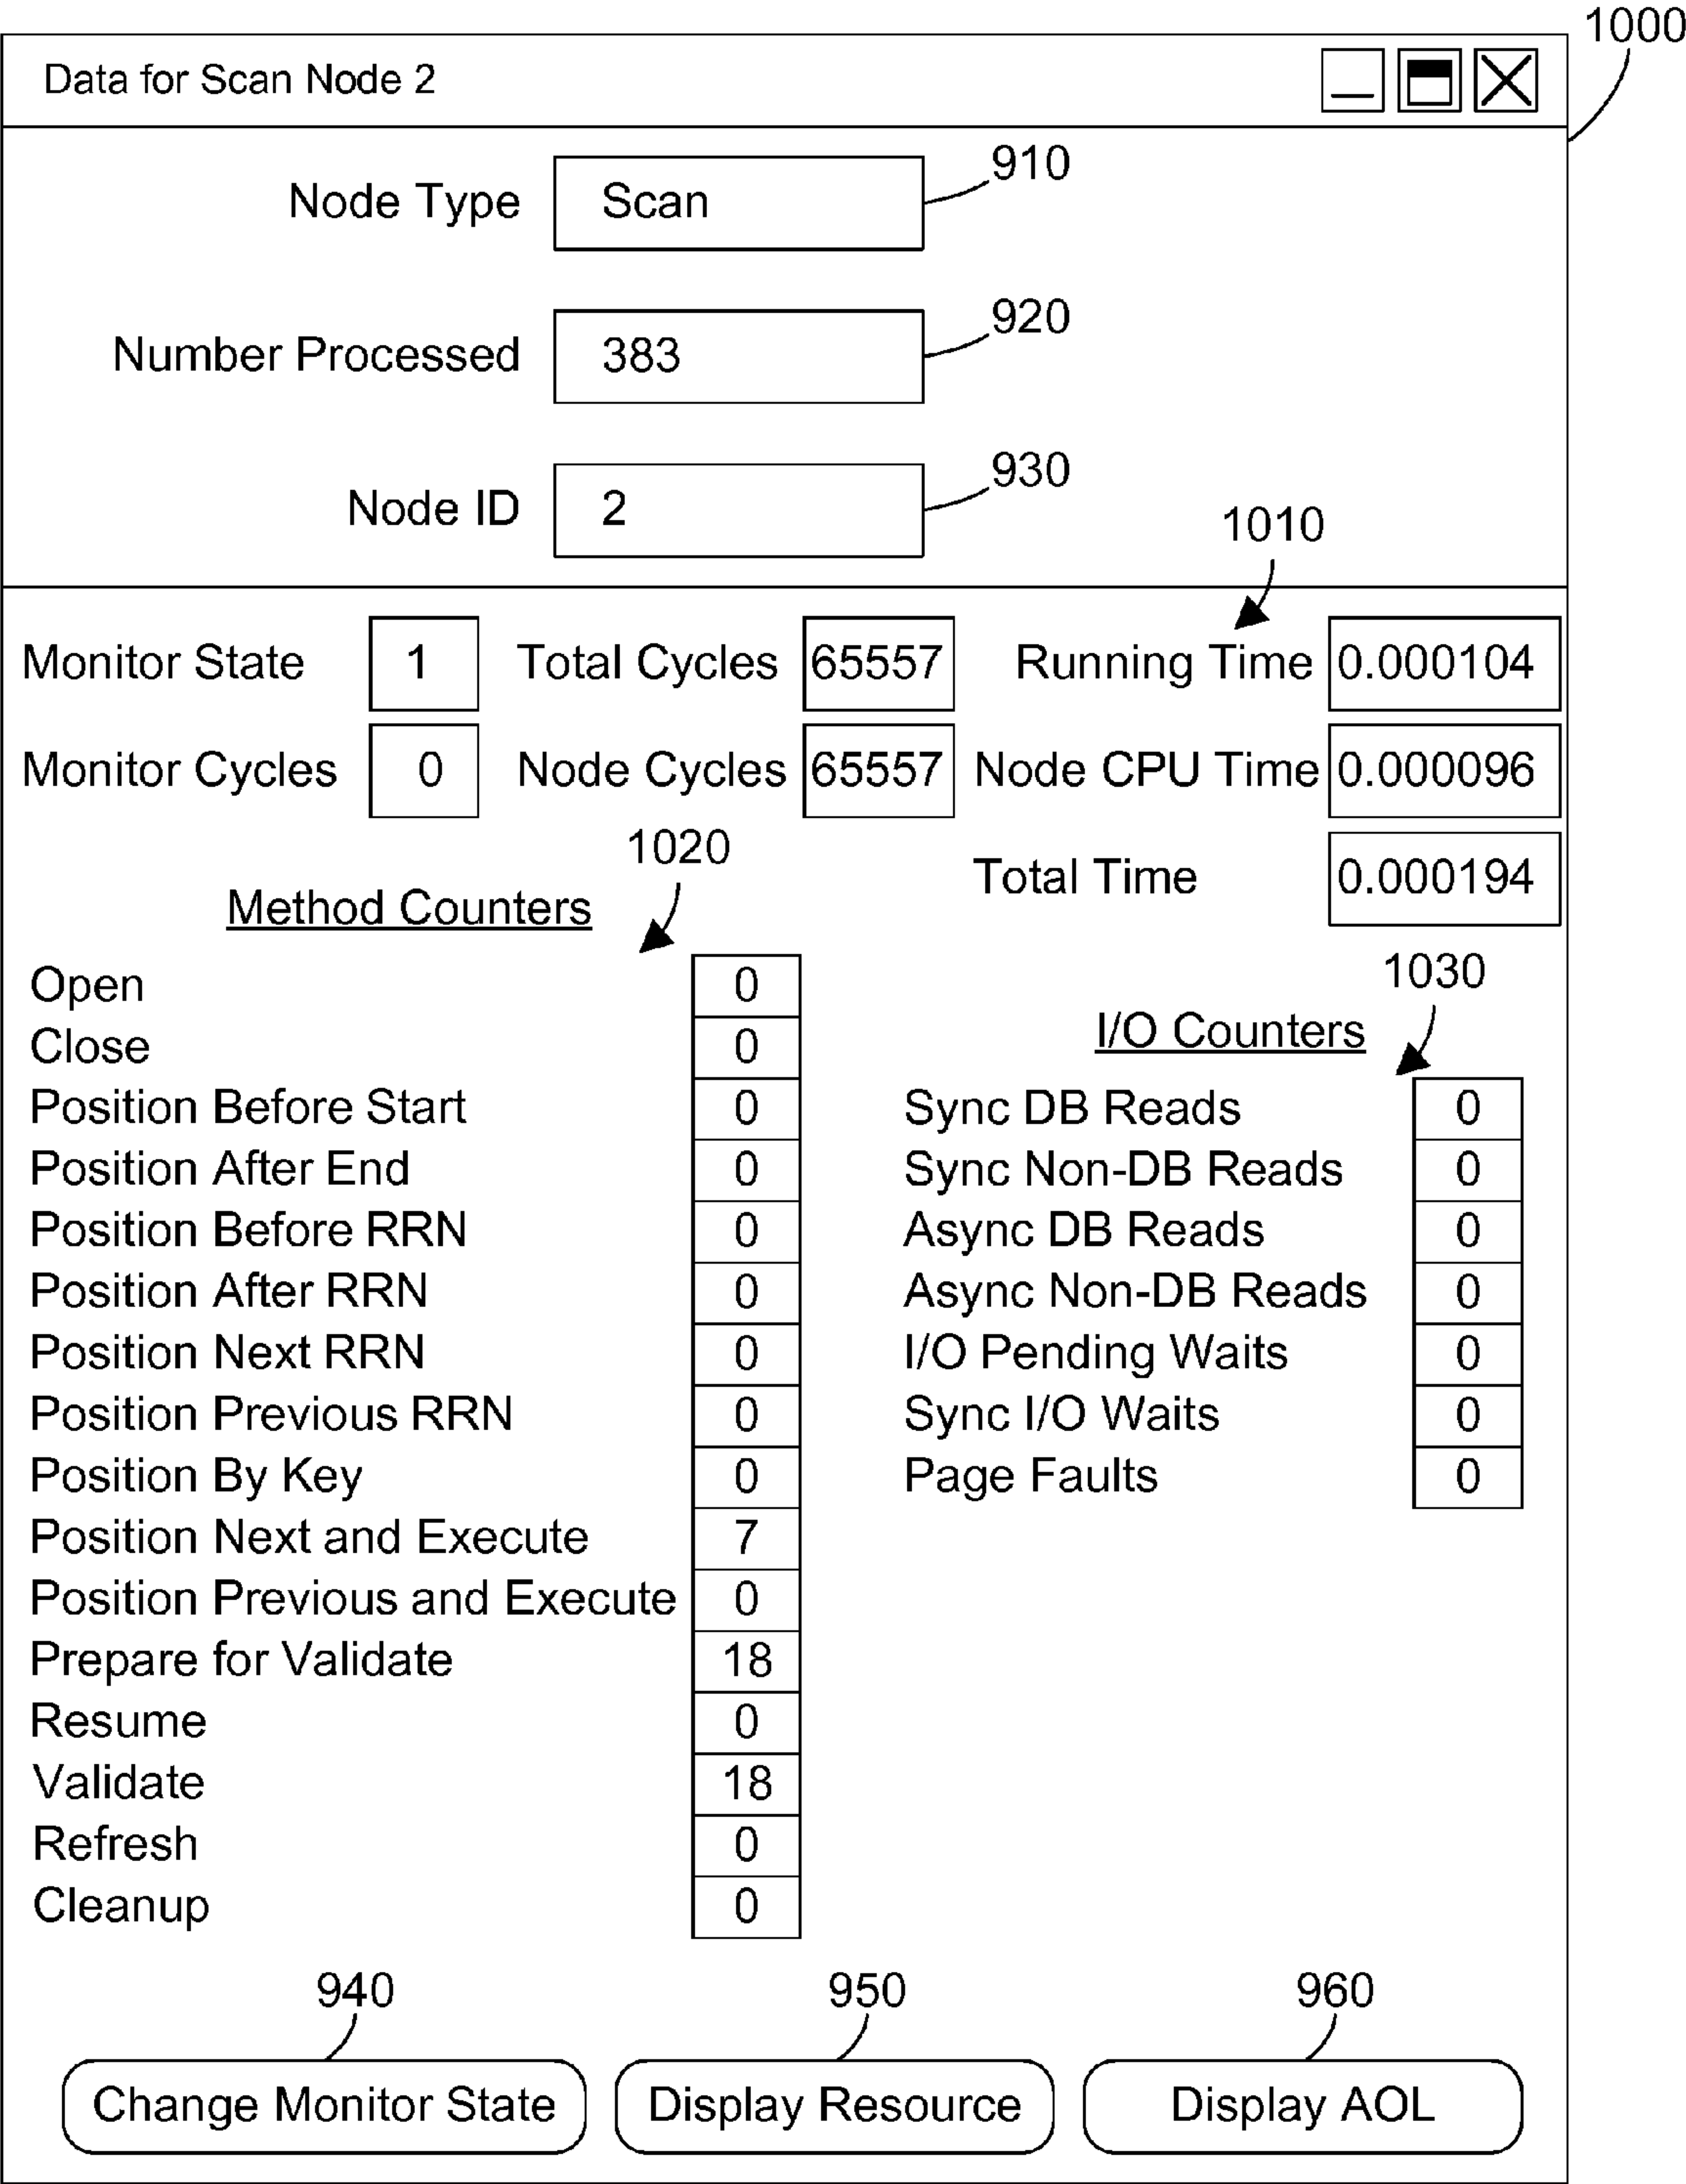 1000
Data for Scan Node 2
Node Type Scan 910
Number Processed 383 920
Node ID 2 930
1010
Monitor State 1 Total Cycles 65557 Running Time 0.000104
Monitor Cycles 0 Node Cycles 65557 Node CPU Time 0.000096
1020
Total Time 0.000194
Method Counters
Open 0
Close 0
Position Before Start 0
Position After End 0
Position Before RRN 0
Position After RRN 0
Position Next RRN 0
Position Previous RRN 0
Position By Key 0
Position Next and Execute 7
Position Previous and Execute 0
Prepare for Validate 18
Resume 0
Validate 18
Refresh 0
Cleanup 0
1030
I/O Counters
Sync DB Reads 0
Sync Non-DB Reads 0
Async DB Reads 0
Async Non-DB Reads 0
I/O Pending Waits 0
Sync I/O Waits 0
Page Faults 0
940 950 960
Change Monitor State Display Resource Display AOL